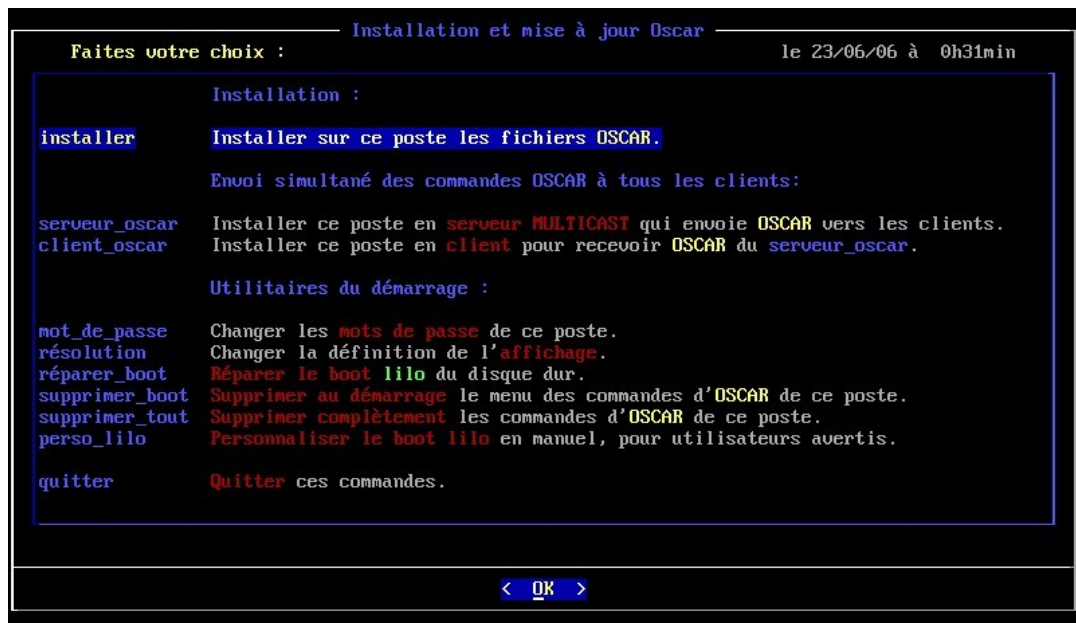 Installation et mise à jour Oscar
Faites votre choix : le 23/06/06 à 0h31min
Installation :
installer Installer sur ce poste les fichiers OSCAR.
Envoi simultané des commandes OSCAR à tous les clients:
serveur_oscar Installer ce poste en serveur MULTICAST qui envoie OSCAR vers les clients.
client_oscar Installer ce poste en client pour recevoir OSCAR du serveur_oscar.
Utilitaires du démarrage :
mot_de_passe Changer les mots de passe de ce poste.
résolution Changer la définition de l'affichage.
réparer_boot Réparer le boot lilo du disque dur.
supprimer_boot Supprimer au démarrage le menu des commandes d'OSCAR de ce poste.
supprimer_tout Supprimer complètement les commandes d'OSCAR de ce poste.
perso_lilo Personnaliser le boot lilo en manuel, pour utilisateurs avertis.
quitter Quitter ces commandes.
< OK >